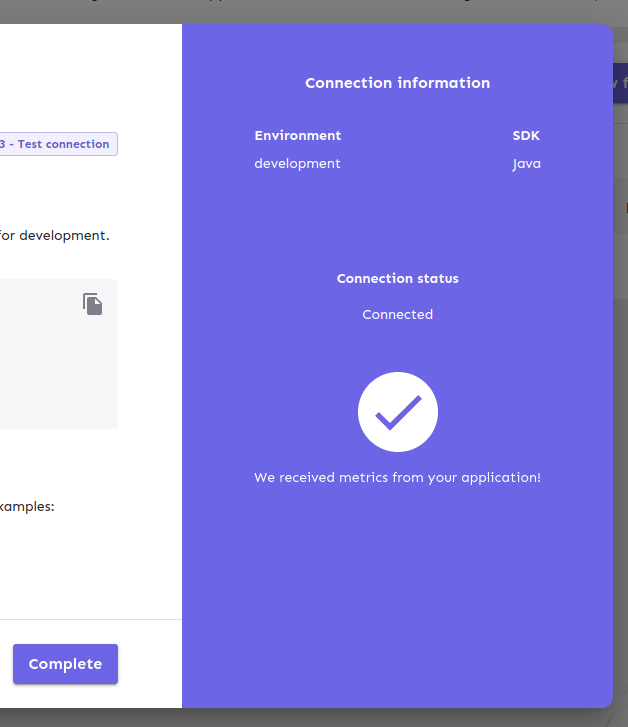 3 - Test connection
for development.
xamples:
Complete
Connection information
Environment SDK
development Java
Connection status
Connected
We received metrics from your application!